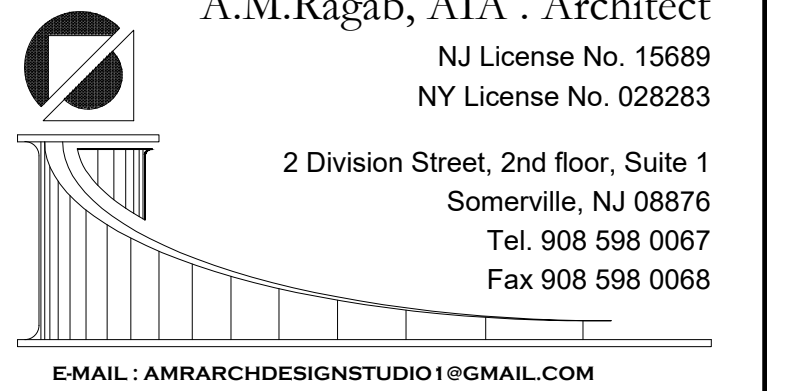 A.M.Ragab, AIA . Architect
NJ License No. 15689
NY License No. 028283
2 Division Street, 2nd floor, Suite 1
Somerville, NJ 08876
Tel. 908 598 0067
Fax 908 598 0068
E-MAIL : AMRARCHDESIGNSTUDIO1@GMAIL.COM